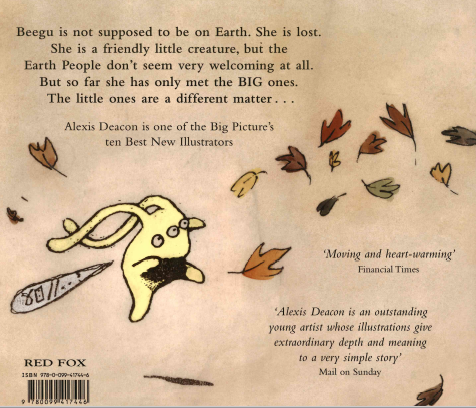 Beegu is not supposed to be on Earth. She is lost.
She is a friendly little creature, but the
Earth People don't seem very welcoming at all.
But so far she has only met the BIG ones.
The little ones are a different matter . . .
Alexis Deacon is one of the Big Picture's
ten Best New Illustrators
'Moving and heart-warming'
Financial Times
'Alexis Deacon is an outstanding
young artist whose illustrations give
extraordinary depth and meaning
to a very simple story'
Mail on Sunday
RED FOX
ISBN 978-0-099-41744-6
9 780099 417446